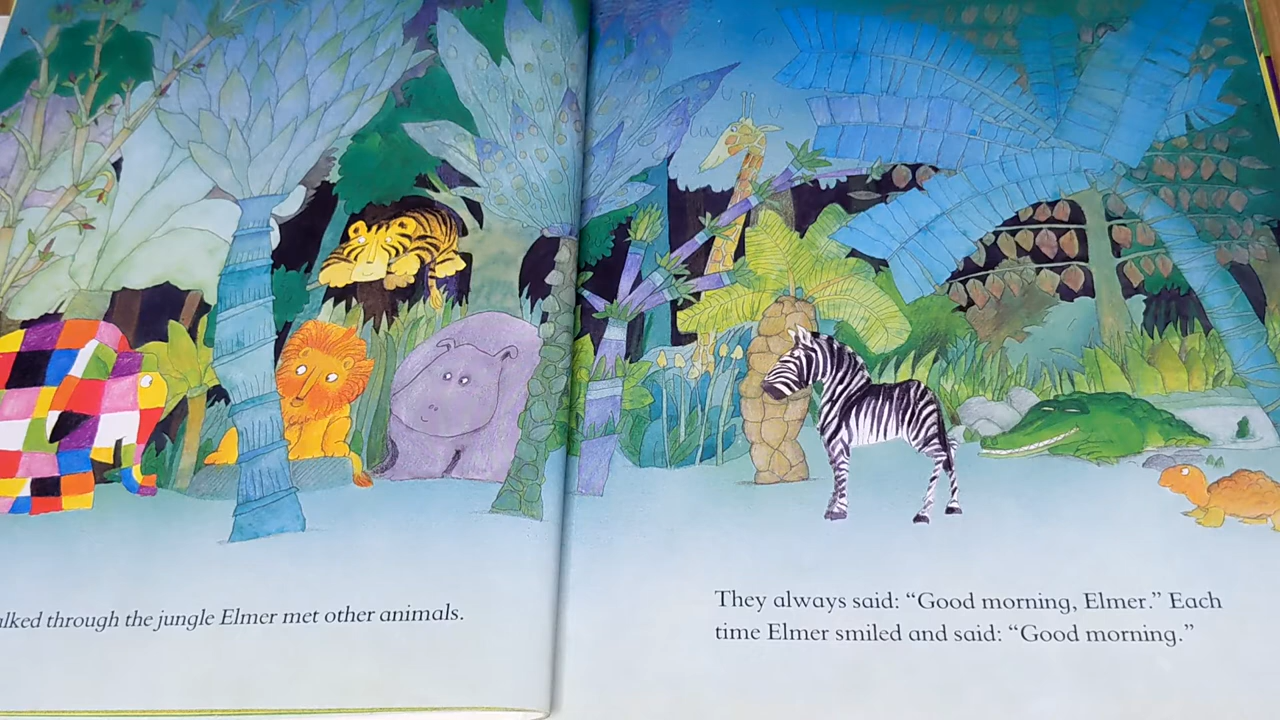 through the jungle Elmer met other animals.
They always said: “Good morning, Elmer.” Each
time Elmer smiled and said: “Good morning.”